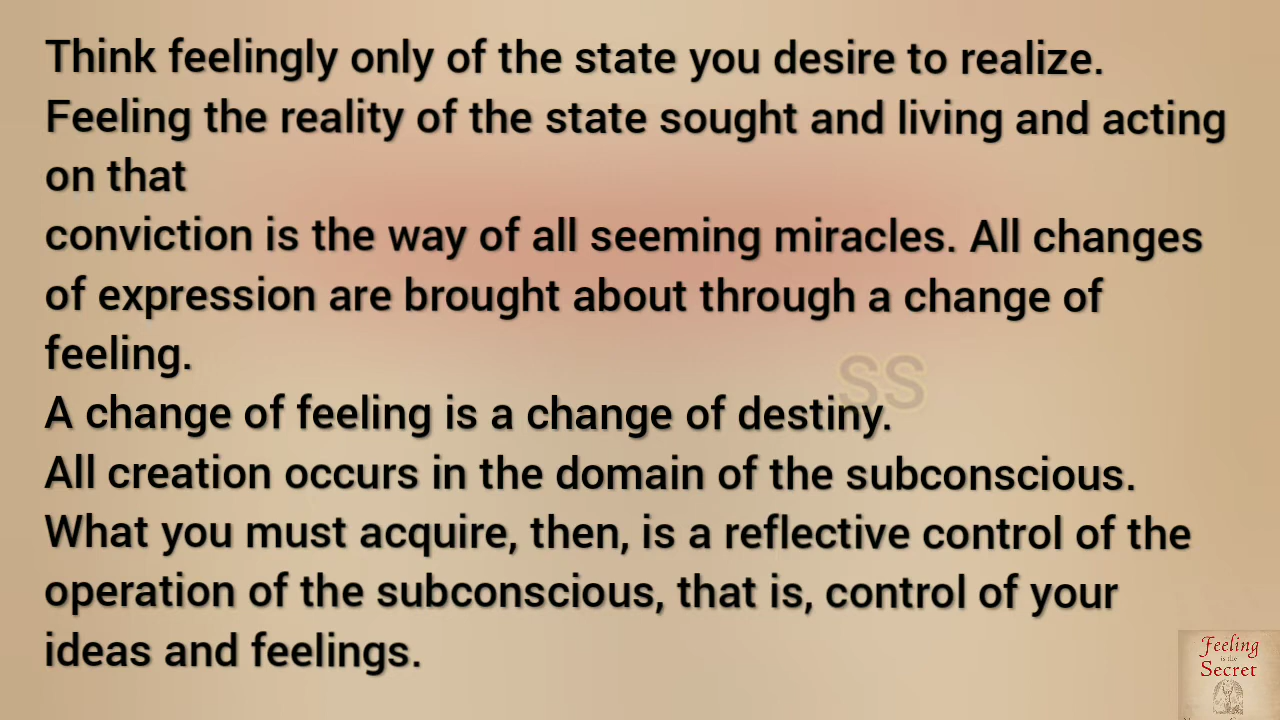 Think feelingly only of the state you desire to realize.
Feeling the reality of the state sought and living and acting
on that
conviction is the way of all seeming miracles. All changes
of expression are brought about through a change of
feeling.
SS
A change of feeling is a change of destiny.
All creation occurs in the domain of the subconscious.
What you must acquire, then, is a reflective control of the
operation of the subconscious, that is, control of your
ideas and feelings.
Feeling
is the
Secret